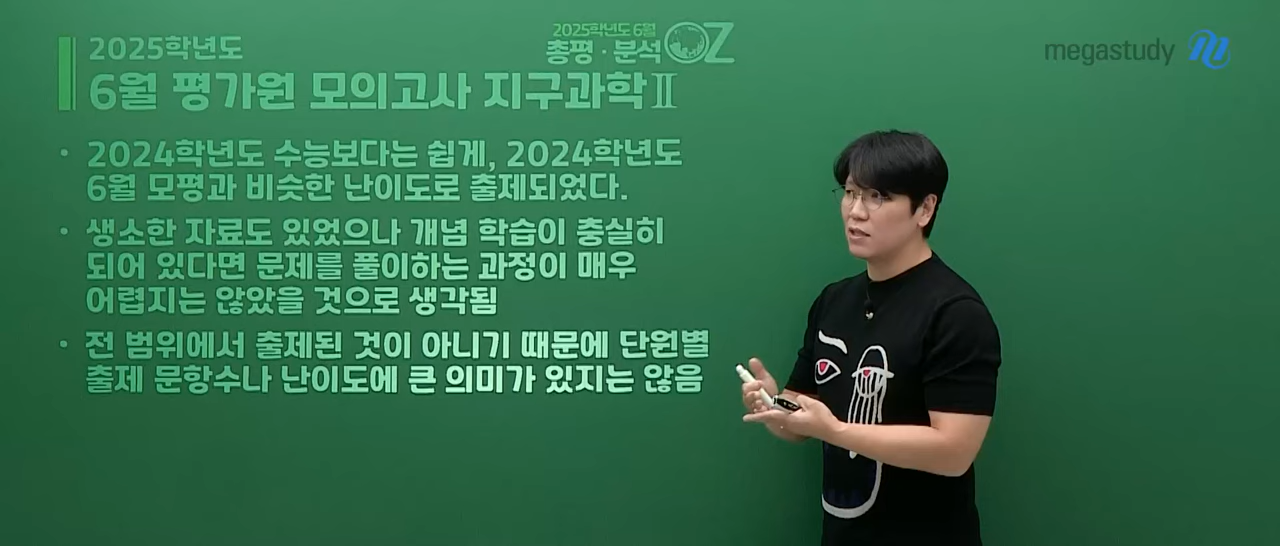 2025학년도 6월
총평·분석 OZ
megastudy
2025학년도
6월 평가원 모의고사 지구과학Ⅱ
• 2024학년도 수능보다는 쉽게, 2024학년도
6월 모평과 비슷한 난이도로 출제되었다.
• 생소한 자료도 있었으나 개념 학습이 충실히
되어 있다면 문제를 풀이하는 과정이 매우
어렵지는 않았을 것으로 생각됨
• 전 범위에서 출제된 것이 아니기 때문에 단원별
출제 문항수나 난이도에 큰 의미가 있지는 않음